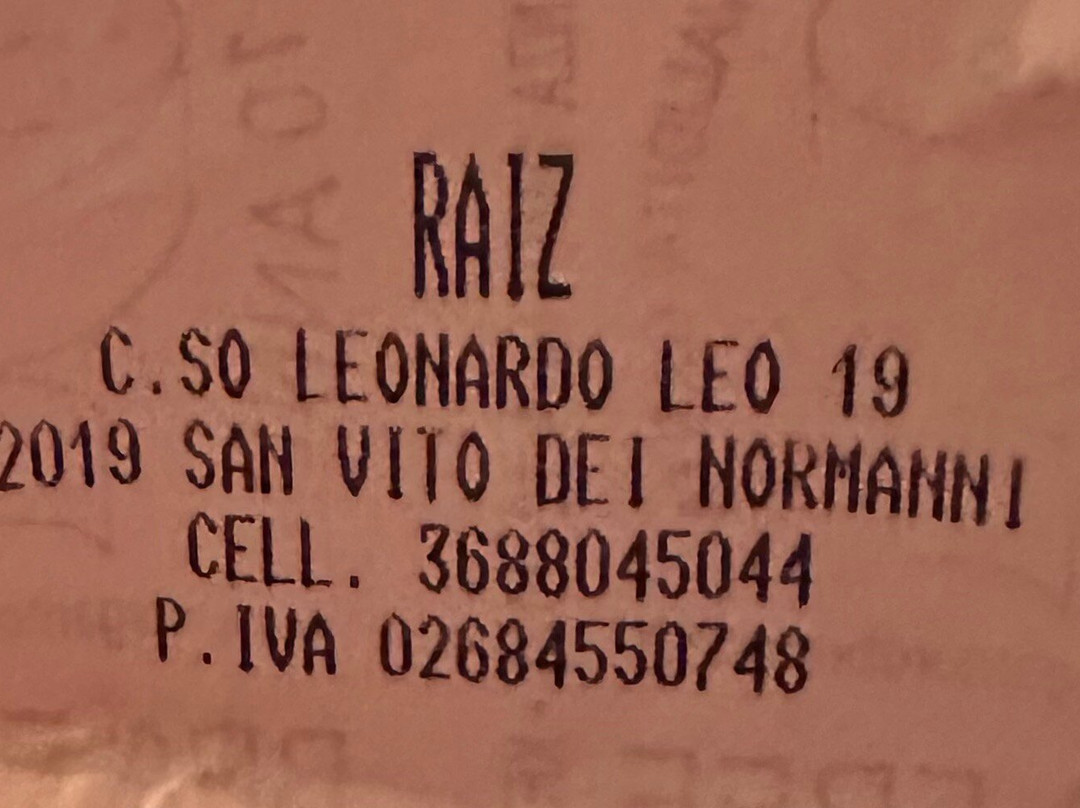 RAIZ
C.SO LEONARDO LEO 19
2019 SAN VITO DEI NORMANNI
CELL. 3688045044
P.IVA 02684550748